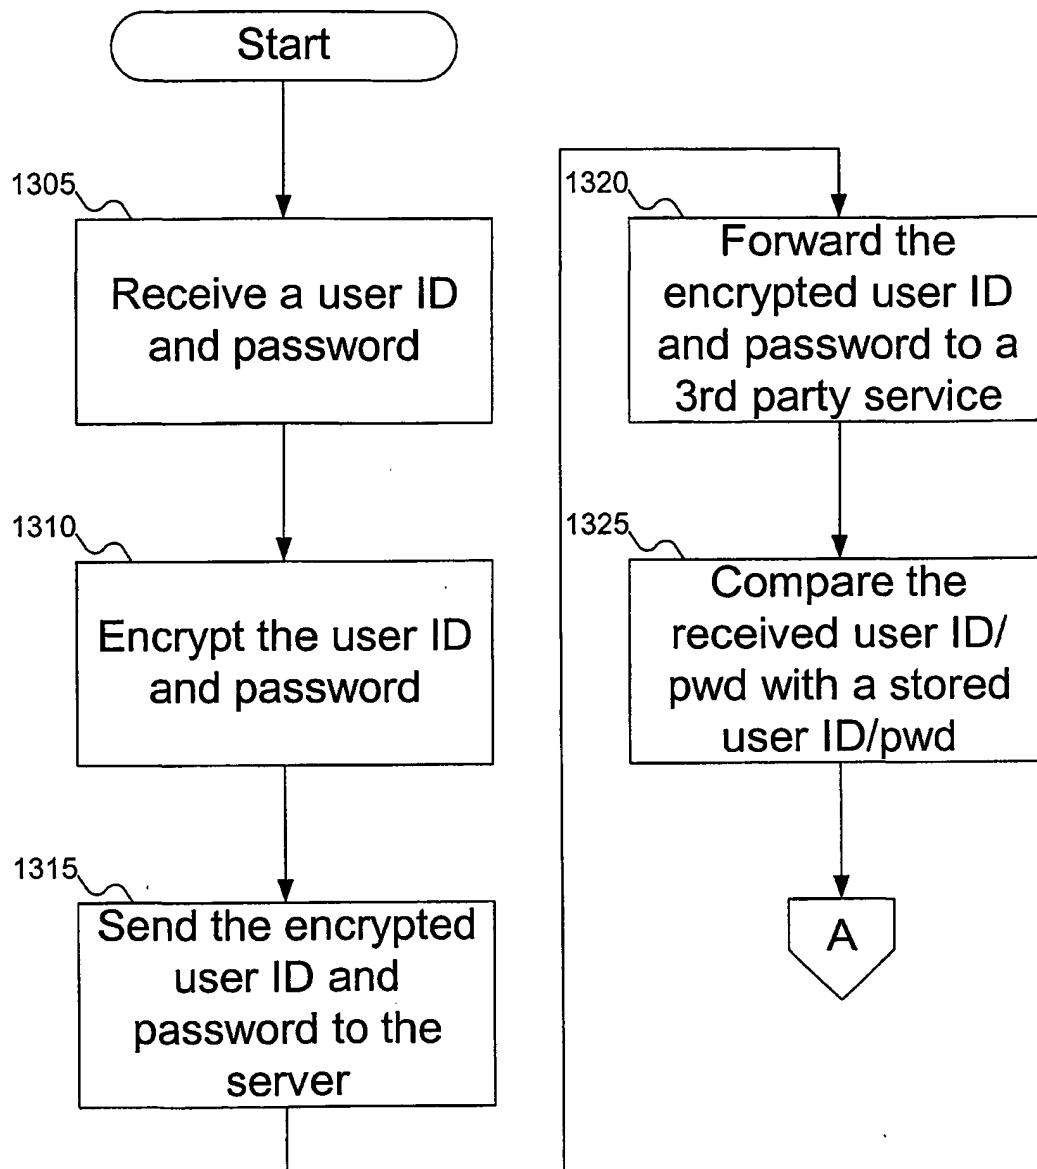 Start
1305
Receive a user ID
and password
1310
Encrypt the user ID
and password
1315
Send the encrypted
user ID and
password to the
server
1320
Forward the
encrypted user ID
and password to a
3rd party service
1325
Compare the
received user ID/
pwd with a stored
user ID/pwd
A